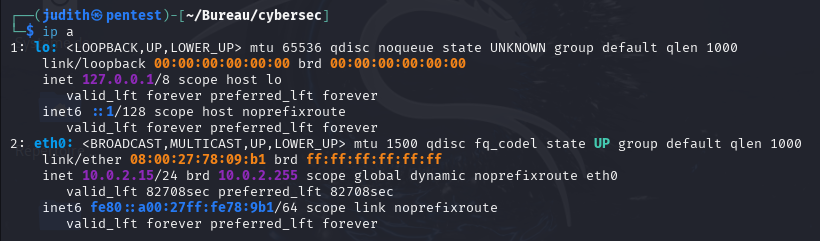 ┌──(judith㉿pentest)-[~/Bureau/cybersec]
└─$ ip a
1: lo: <LOOPBACK,UP,LOWER_UP> mtu 65536 qdisc noqueue state UNKNOWN group default qlen 1000
    link/loopback 00:00:00:00:00:00 brd 00:00:00:00:00:00
    inet 127.0.0.1/8 scope host lo
       valid_lft forever preferred_lft forever
    inet6 ::1/128 scope host noprefixroute
       valid_lft forever preferred_lft forever
2: eth0: <BROADCAST,MULTICAST,UP,LOWER_UP> mtu 1500 qdisc fq_codel state UP group default qlen 1000
    link/ether 08:00:27:78:09:b1 brd ff:ff:ff:ff:ff:ff
    inet 10.0.2.15/24 brd 10.0.2.255 scope global dynamic noprefixroute eth0
       valid_lft 82708sec preferred_lft 82708sec
    inet6 fe80::a00:27ff:fe78:9b1/64 scope link noprefixroute
       valid_lft forever preferred_lft forever